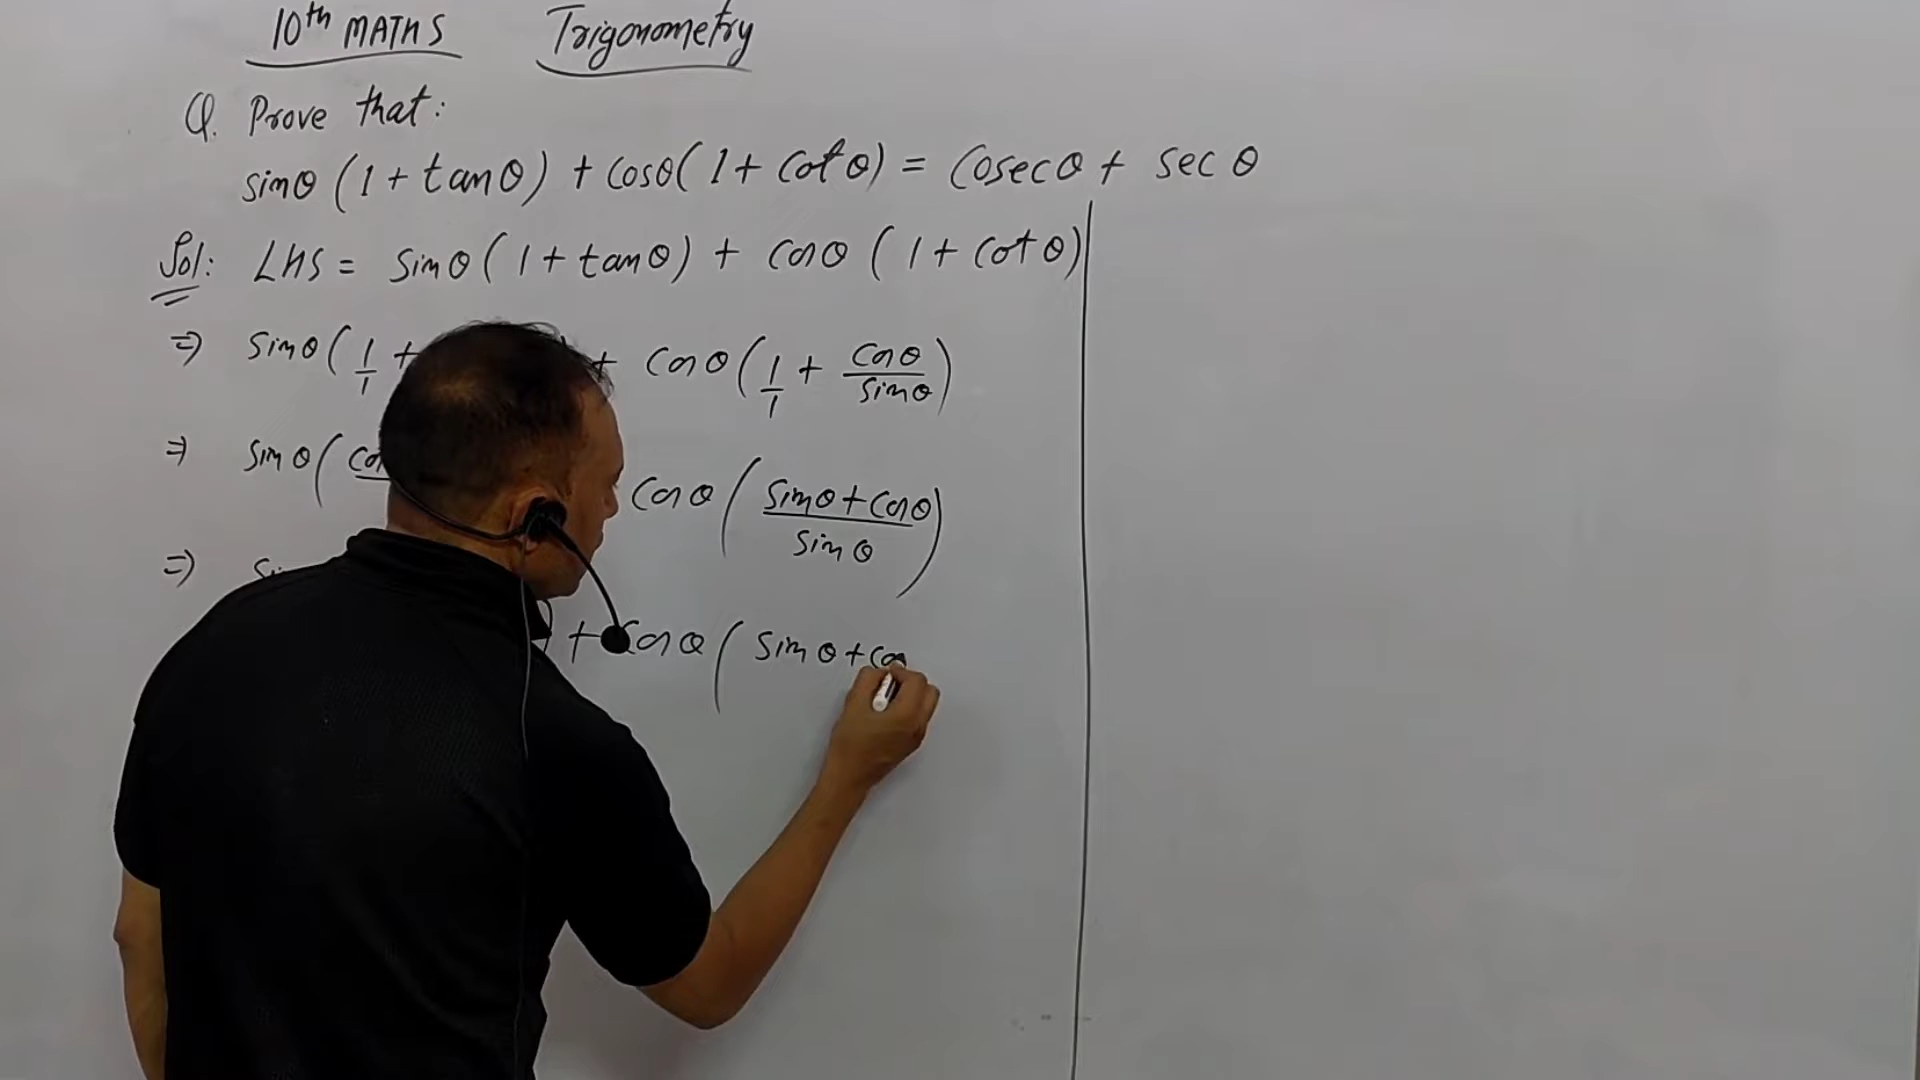 10th MATHS Trigonometry
Q. Prove that:
sinθ (1 + tanθ) + cosθ (1 + cotθ) = cosecθ + secθ
Sol: LHS = sinθ (1 + tanθ) + cosθ (1 + cotθ)
⇒ sinθ (1/1 + + cosθ (1/1 + cosθ/sinθ)
⇒ sinθ ( cosθ (sinθ + cosθ/sinθ)
⇒ + cosθ (sinθ + cos